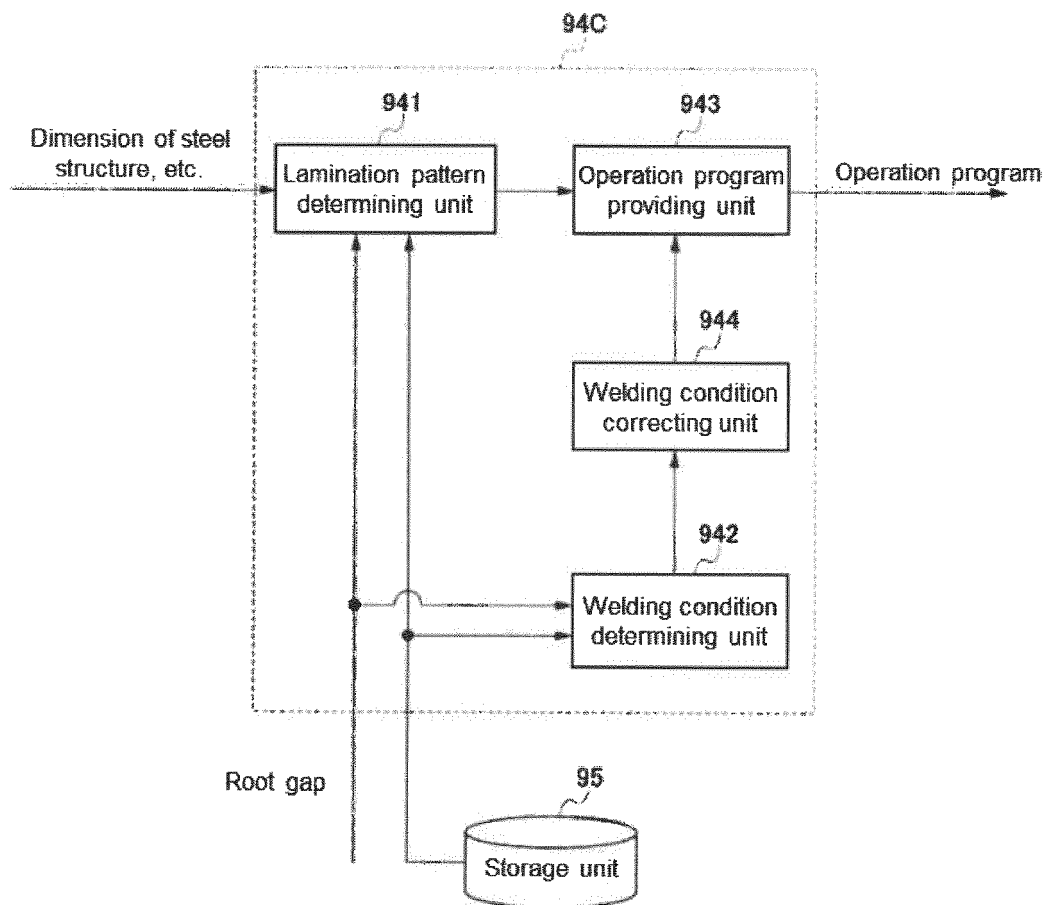 94C
941
943
Dimension of steel
structure, etc.
Lamination pattern
determining unit
Operation program
providing unit
Operation program
944
Welding condition
correcting unit
942
Welding condition
determining unit
Root gap
95
Storage unit